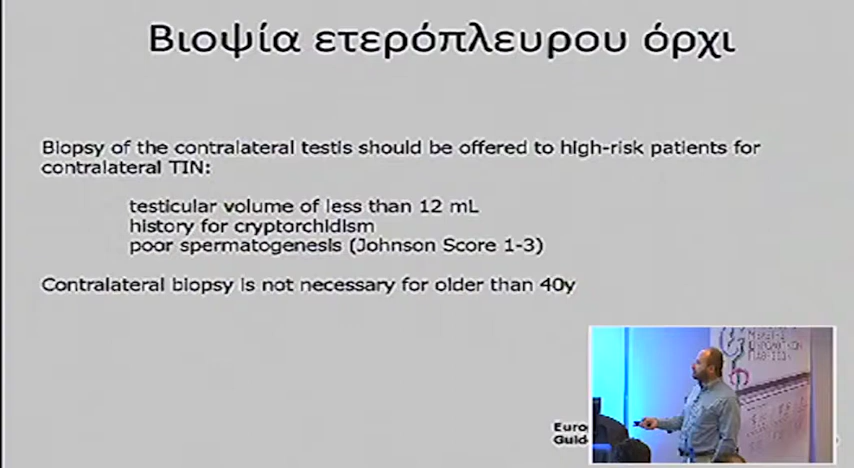 Βιοψία ετερόπλευρου όρχι
Biopsy of the contralateral testis should be offered to high-risk patients for
contralateral TIN:
testicular volume of less than 12 mL
history for cryptorchidism
poor spermatogenesis (Johnson Score 1-3)
Contralateral biopsy is not necessary for older than 40y